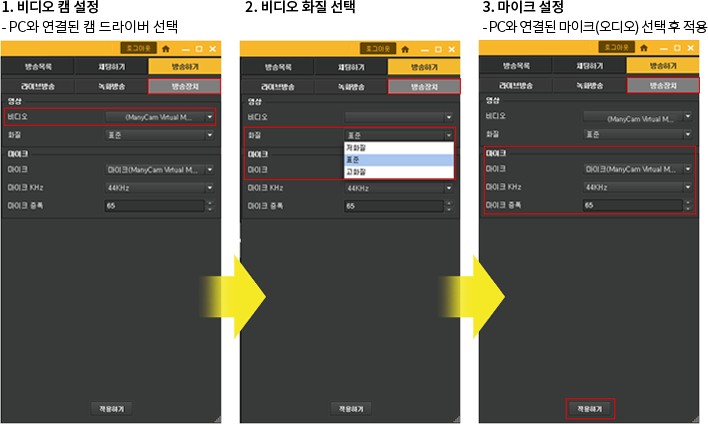 1. 비디오 캠 설정
- PC와 연결된 캠 드라이버 선택
로그아웃
방송목록 채팅하기 방송하기
라이브방송 녹화방송 방송장치
영상
비디오 (ManyCam Virtual M...
화질 표준
마이크
마이크 마이크(ManyCam Virtual M...
마이크 KHz 44KHz
마이크 증폭 65
적용하기
2. 비디오 화질 선택
로그아웃
방송목록 채팅하기 방송하기
라이브방송 녹화방송 방송장치
영상
비디오
화질 표준
저화질
마이크
표준
마이크
고화질
마이크 KHz 44KHz
마이크 증폭 65
적용하기
3. 마이크 설정
- PC와 연결된 마이크(오디오) 선택 후 적용
로그아웃
방송목록 채팅하기 방송하기
라이브방송 녹화방송 방송장치
영상
비디오 (ManyCam Virtual M...
화질 표준
마이크
마이크 마이크(ManyCam Virtual M...
마이크 KHz 44KHz
마이크 증폭 65
적용하기